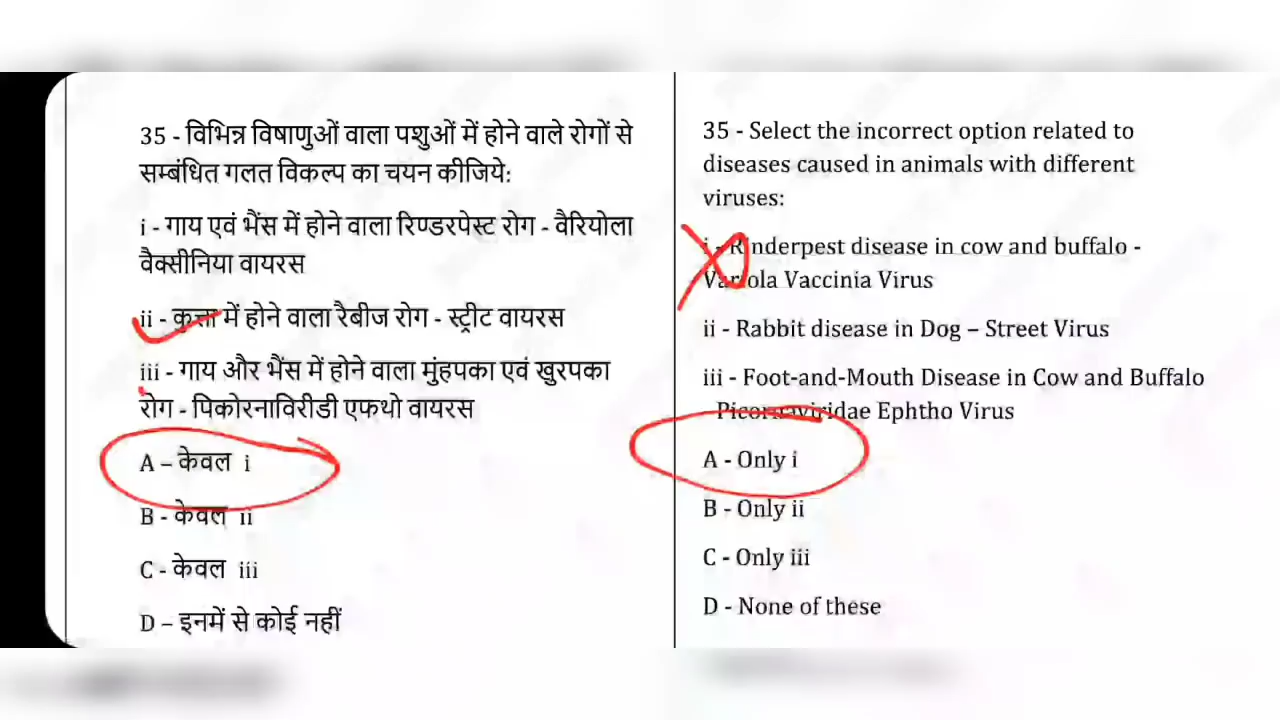 35 - विभिन्न विषाणुओं वाला पशुओं में होने वाले रोगों से
सम्बंधित गलत विकल्प का चयन कीजिये:
i - गाय एवं भैंस में होने वाला रिण्डरपेस्ट रोग - वैरियोला
वैक्सीनिया वायरस
ii - कुत्ता में होने वाला रैबीज रोग - स्ट्रीट वायरस
iii - गाय और भैंस में होने वाला मुंहपका एवं खुरपका
रोग - पिकोरनाविरीडी एफथो वायरस
A – केवल i
B - केवल ii
C - केवल iii
D – इनमें से कोई नहीं
35 - Select the incorrect option related to
diseases caused in animals with different
viruses:
i - Rinderpest disease in cow and buffalo -
Variola Vaccinia Virus
ii - Rabbit disease in Dog – Street Virus
iii - Foot-and-Mouth Disease in Cow and Buffalo
Picornaviridae Ephtho Virus
A - Only i
B - Only ii
C - Only iii
D - None of these